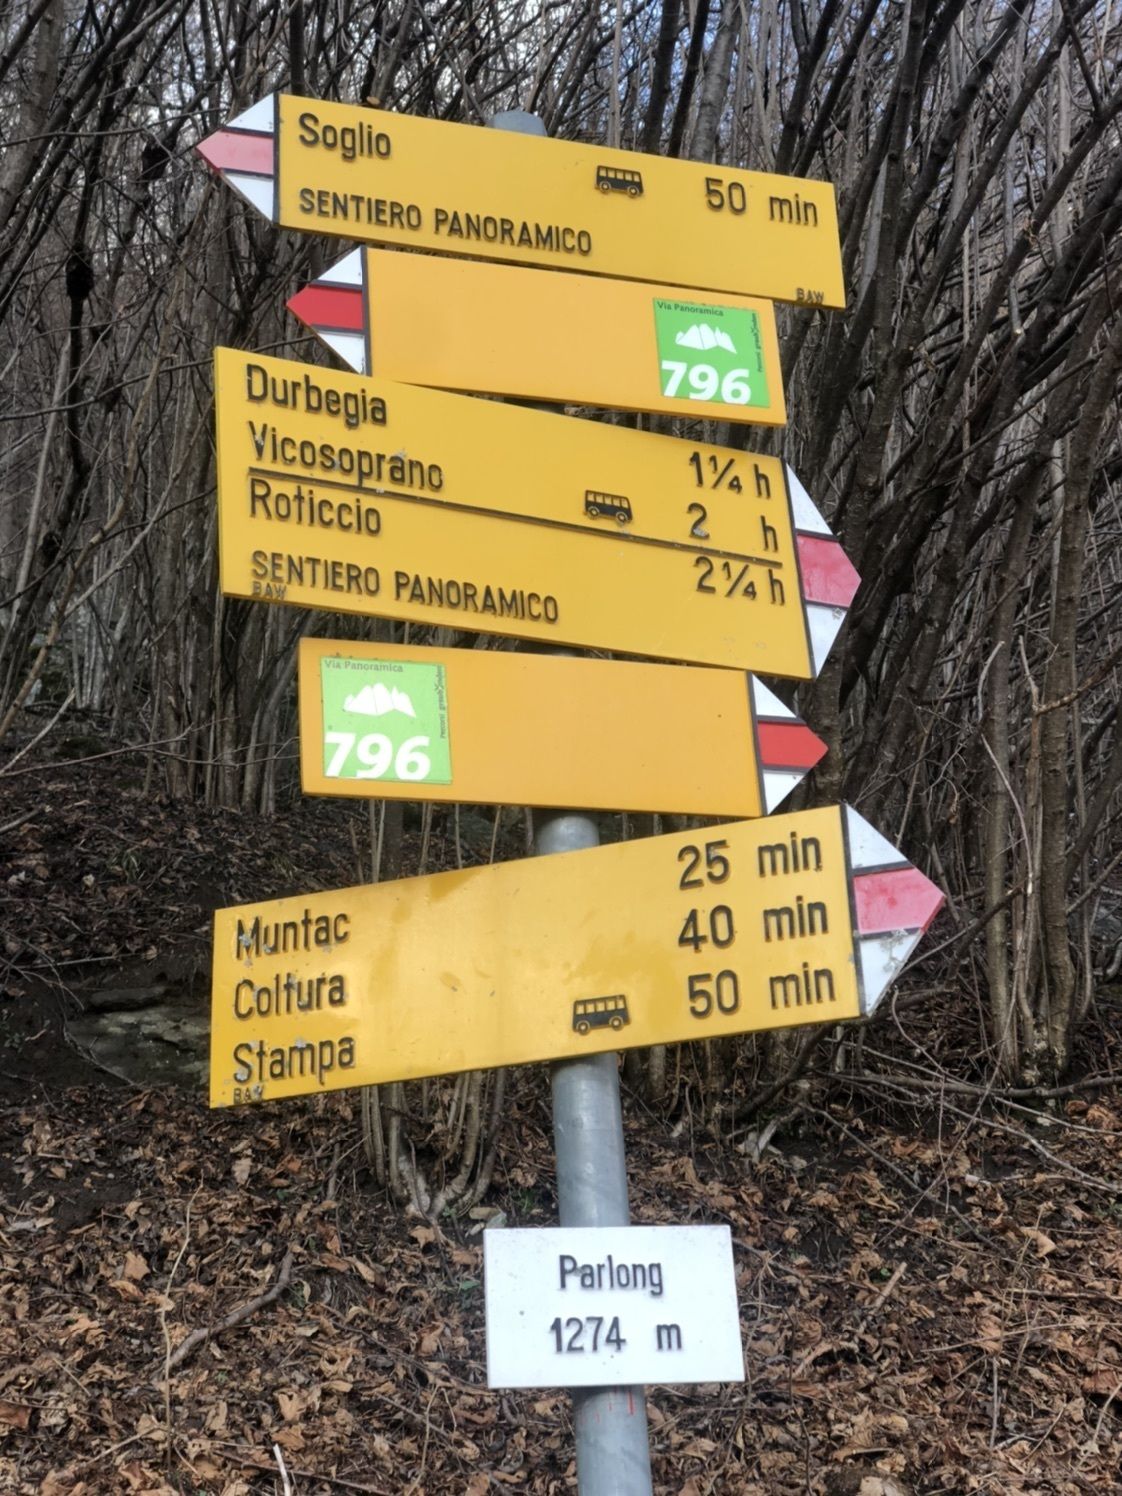 Soglio 50 min
SENTIERO PANORAMICO
BAW
Via Panoramica
796
Durbegia 1¼ h
Vicosoprano 2 h
Roticcio 2¼ h
SENTIERO PANORAMICO
BAW
Via Panoramica
796
Muntac 25 min
Coltura 40 min
Stampa 50 min
BAW
Parlong
1274 m